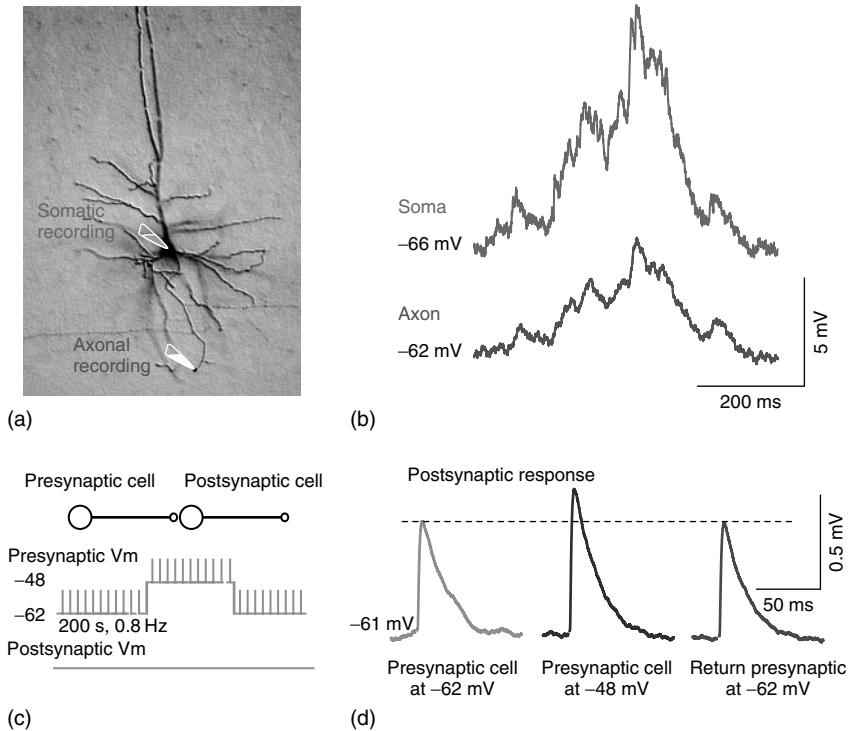 Somatic
recording
Axonal
recording
(a)
Soma
−66 mV
Axon
−62 mV
5 mV
200 ms
(b)
Presynaptic cell
Postsynaptic cell
Presynaptic Vm
−48
−62
200 s, 0.8 Hz
Postsynaptic Vm
(c)
Postsynaptic response
0.5 mV
50 ms
−61 mV
Presynaptic cell
at −62 mV
Presynaptic cell
at −48 mV
Return presynaptic
at −62 mV
(d)